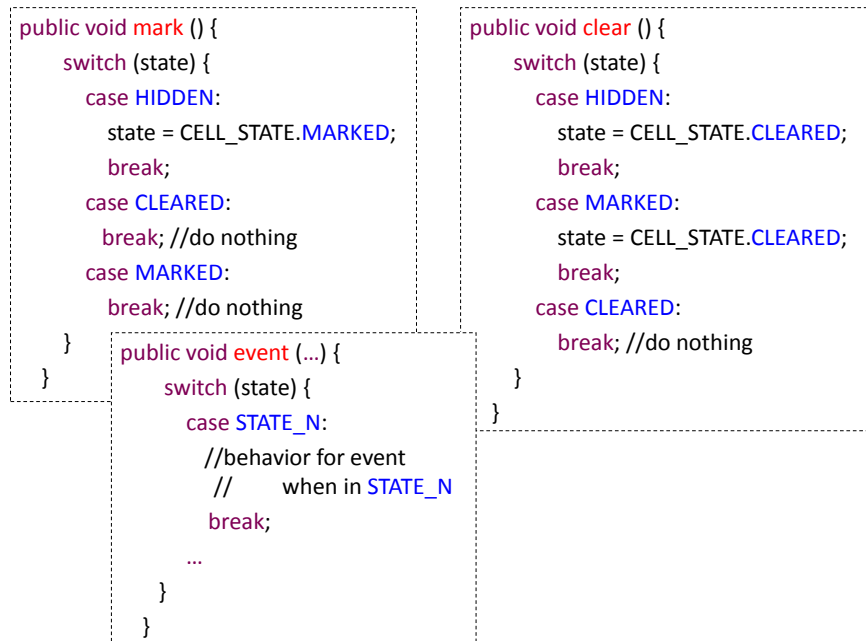 public void mark () {
switch (state) {
case HIDDEN:
state = CELL_STATE.MARKED;
break;
case CLEARED:
break; //do nothing
case MARKED:
break; //do nothing
}
}
public void clear () {
switch (state) {
case HIDDEN:
state = CELL_STATE.CLEARED;
break;
case MARKED:
state = CELL_STATE.CLEARED;
break;
case CLEARED:
break; //do nothing
}
}
public void event (...) {
switch (state) {
case STATE_N:
//behavior for event
// when in STATE_N
break;
...
}
}